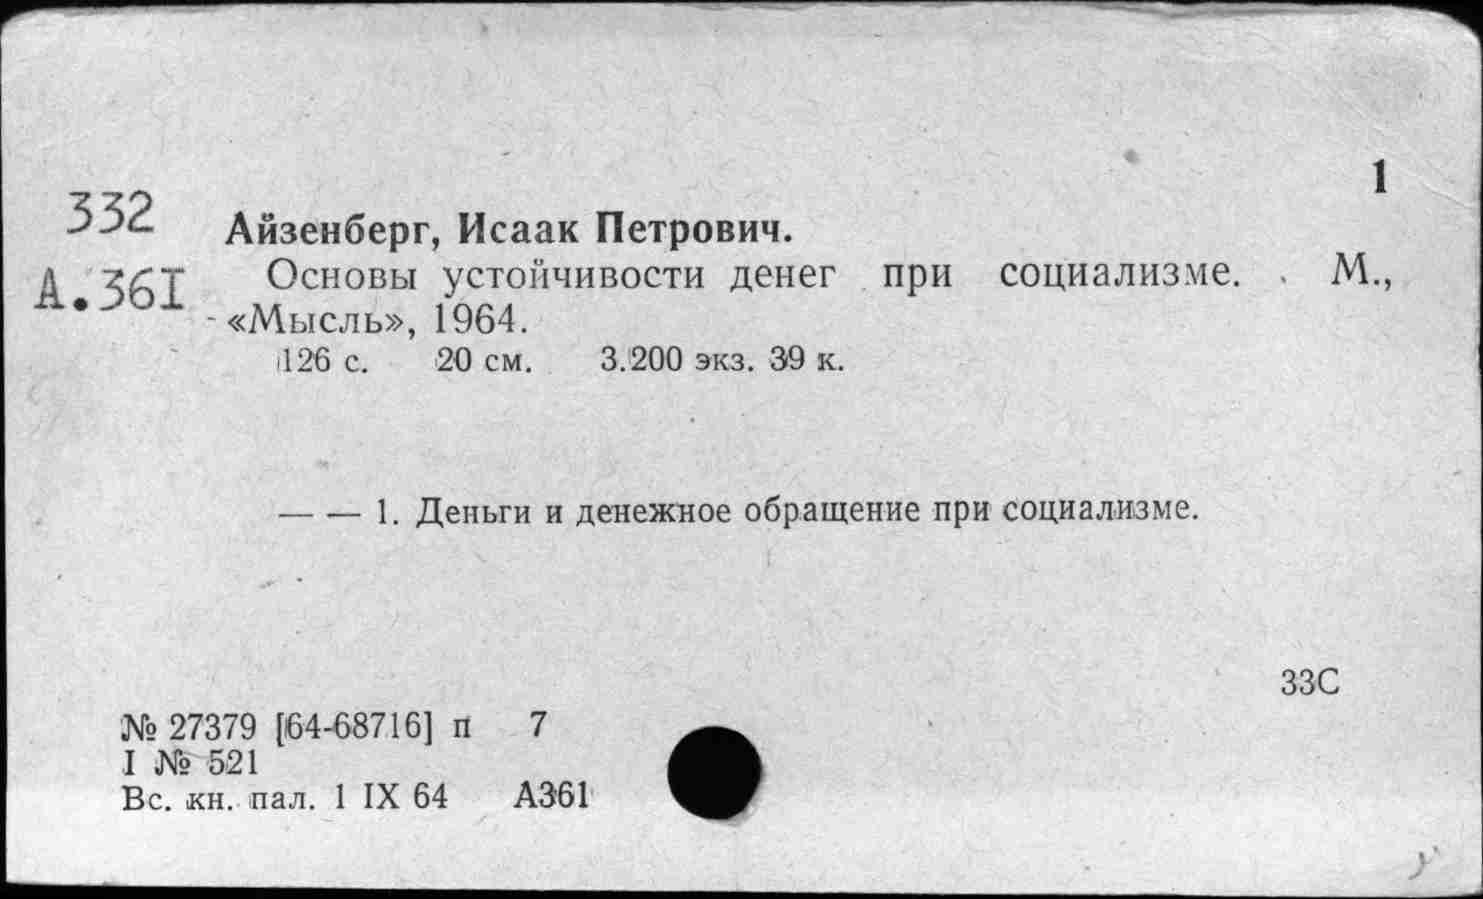 1
332
Айзенберг, Исаак Петрович.
А.361
Основы устойчивости денег при социализме. М.,
«Мысль», 1964.
126 с. 20 см. 3.200 экз. 39 к.
— — 1. Деньги и денежное обращение при социализме.
33С
№ 27379 [64-68716] п 7
I № 521
Вс. кн. пал. 1 IX 64 А361